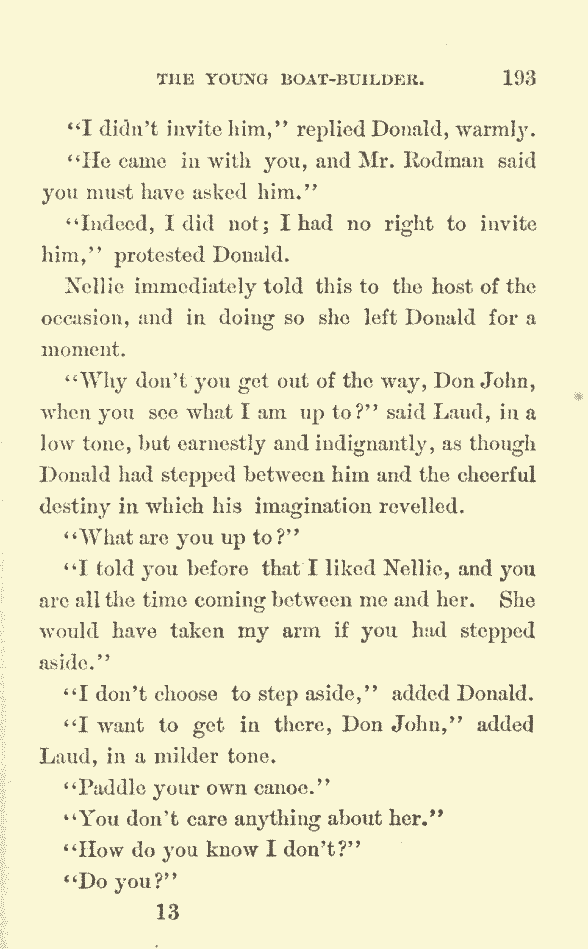 THE YOUNG BOAT-BUILDER. 193
"I didn't invite him," replied Donald, warmly.
"He came in with you, and Mr. Rodman said
you must have asked him."
"Indeed, I did not; I had no right to invite
him," protested Donald.
Nellie immediately told this to the host of the
occasion, and in doing so she left Donald for a
moment.
"Why don't you get out of the way, Don John,
when you see what I am up to?" said Laud, in a
low tone, but earnestly and indignantly, as though
Donald had stepped between him and the cheerful
destiny in which his imagination revelled.
"What are you up to?"
"I told you before that I liked Nellie, and you
are all the time coming between me and her. She
would have taken my arm if you had stepped
aside."
"I don't choose to step aside," added Donald.
"I want to get in there, Don John," added
Laud, in a milder tone.
"Paddle your own canoe."
"You don't care anything about her."
"How do you know I don't?"
"Do you?"
13